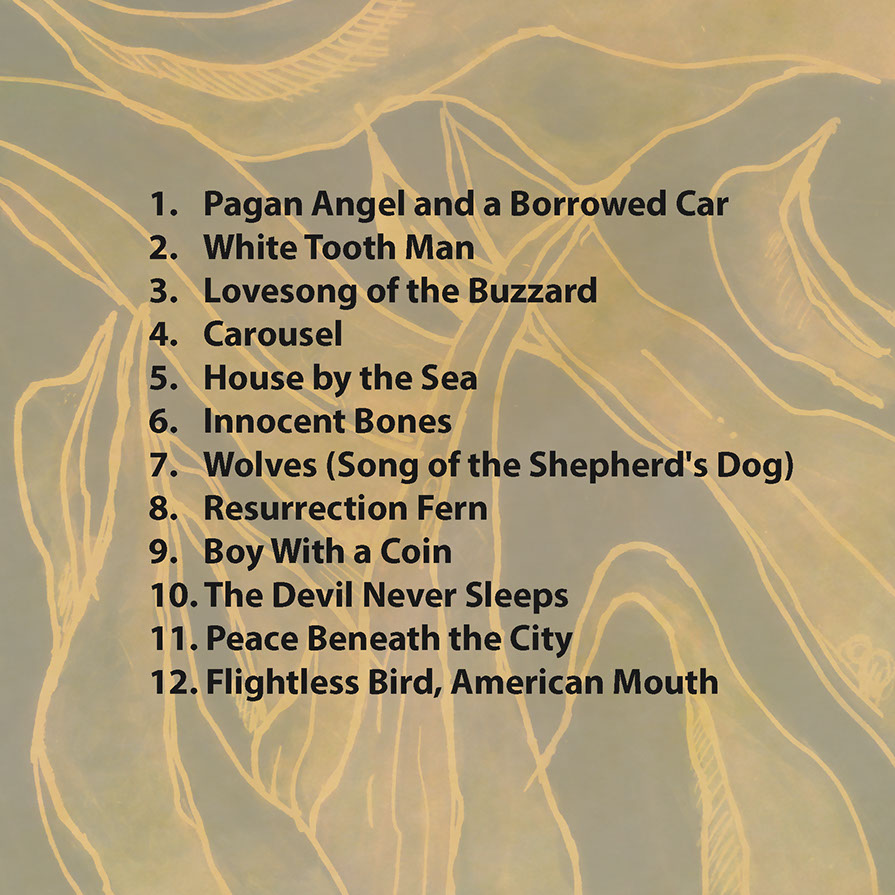 1. Pagan Angel and a Borrowed Car
2. White Tooth Man
3. Lovesong of the Buzzard
4. Carousel
5. House by the Sea
6. Innocent Bones
7. Wolves (Song of the Shepherd's Dog)
8. Resurrection Fern
9. Boy With a Coin
10. The Devil Never Sleeps
11. Peace Beneath the City
12. Flightless Bird, American Mouth